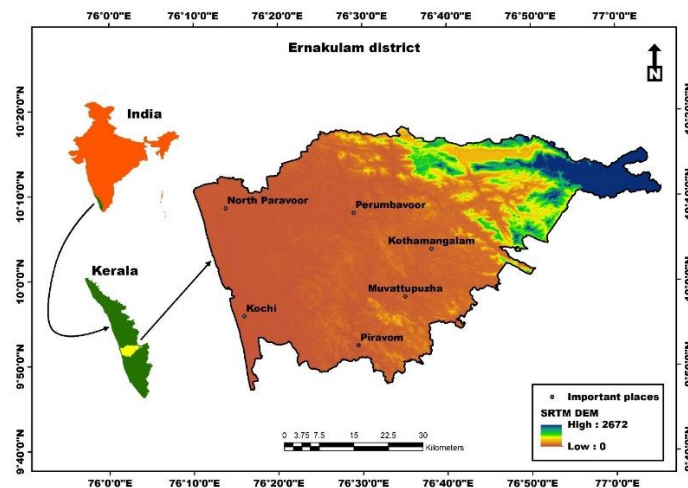 76°0'0"E 76°10'0"E 76°20'0"E 76°30'0"E 76°40'0"E 76°50'0"E 77°0'0"E
Ernakulam district
N
India
Kerala
North Paravoor
Perumbavoor
Kothamangalam
Muvattupuzha
Kochi
Piravom
Important places
SRTM DEM
High : 2672
Low : 0
0 3.75 7.5 15 22.5 30
Kilometers
10°20'0"N
10°10'0"N
10°0'0"N
9°50'0"N
9°40'0"N
76°0'0"E 76°10'0"E 76°20'0"E 76°30'0"E 76°40'0"E 76°50'0"E 77°0'0"E